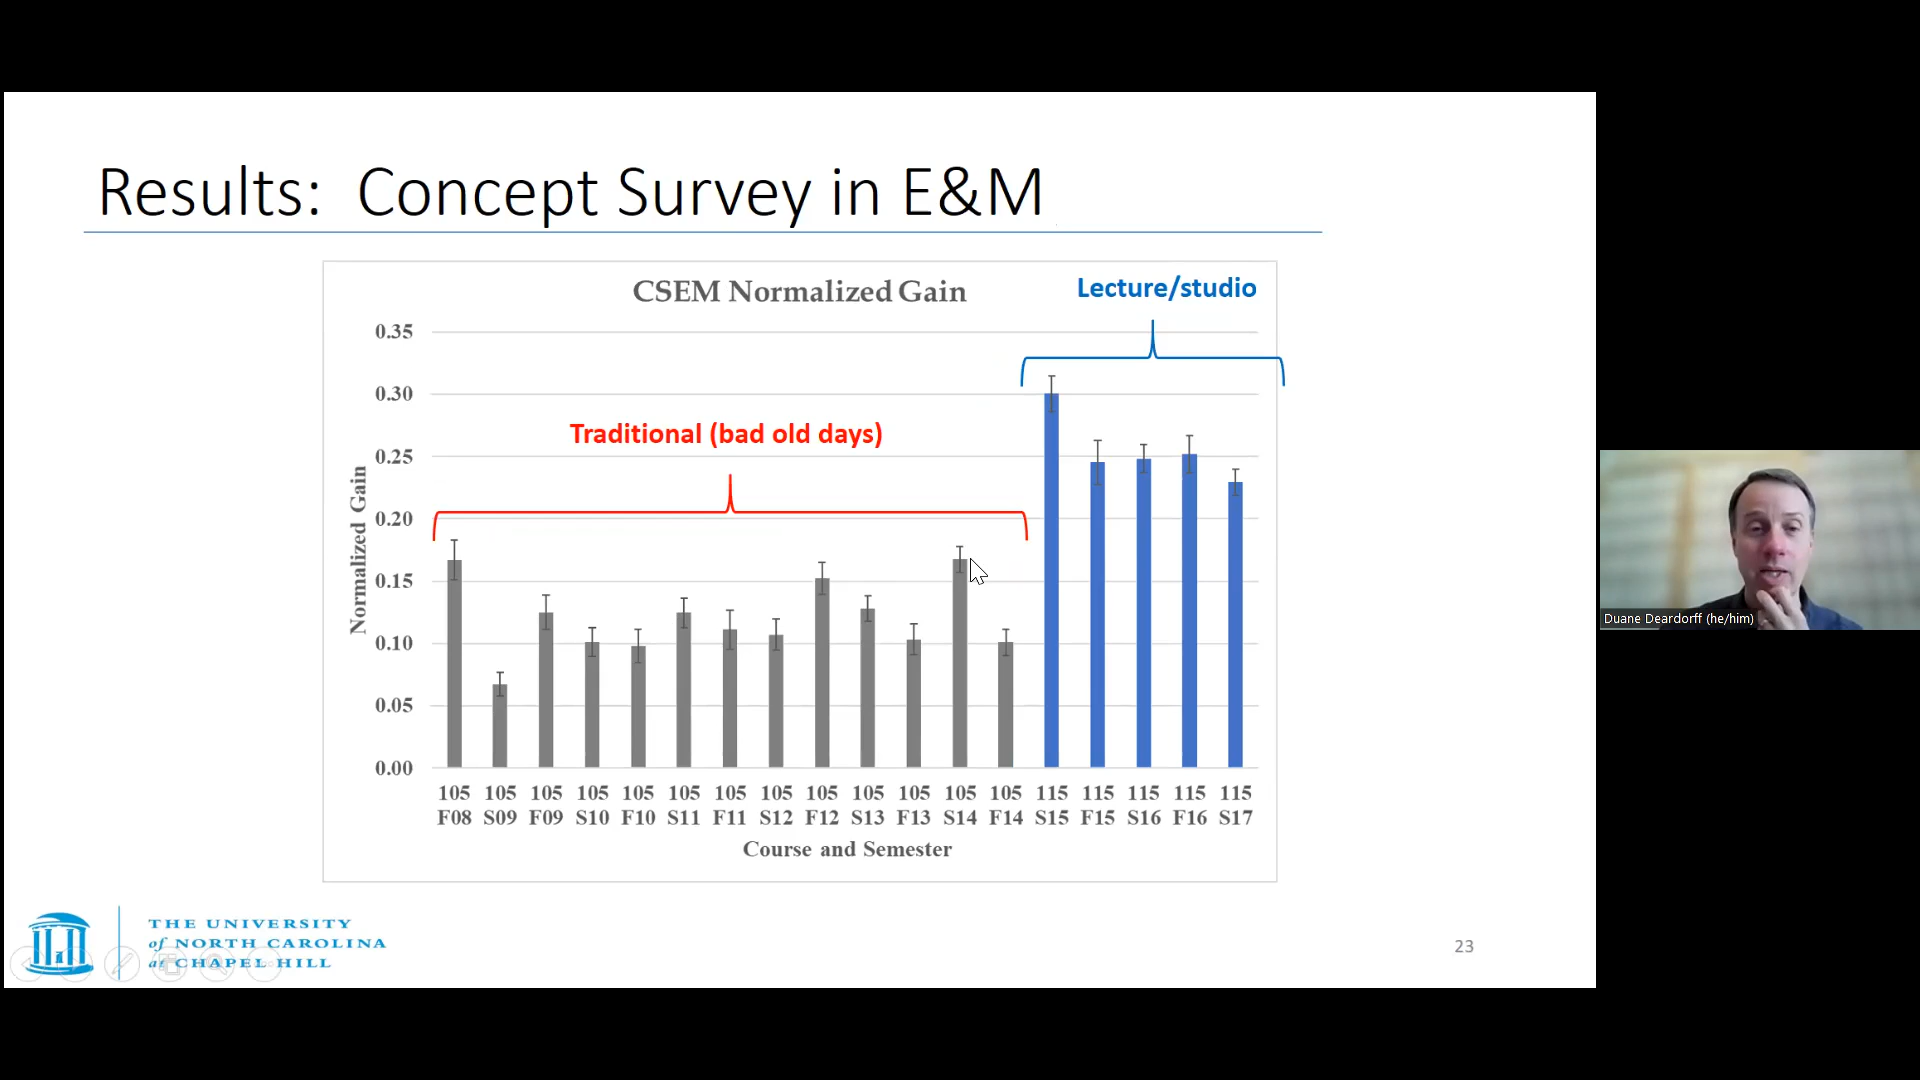 Results: Concept Survey in E&M
CSEM Normalized Gain
Lecture/studio
Traditional (bad old days)
Normalized Gain
0.35
0.30
0.25
0.20
0.15
0.10
0.05
0.00
105 105 105 105 105 105 105 105 105 105 105 105 105 115 115 115 115 115
F08 S09 F09 S10 F10 S11 F11 S12 F12 S13 F13 S14 F14 S15 F15 S16 F16 S17
Course and Semester
THE UNIVERSITY
of NORTH CAROLINA
at CHAPEL HILL
23
Duane Deardorff (he/him)